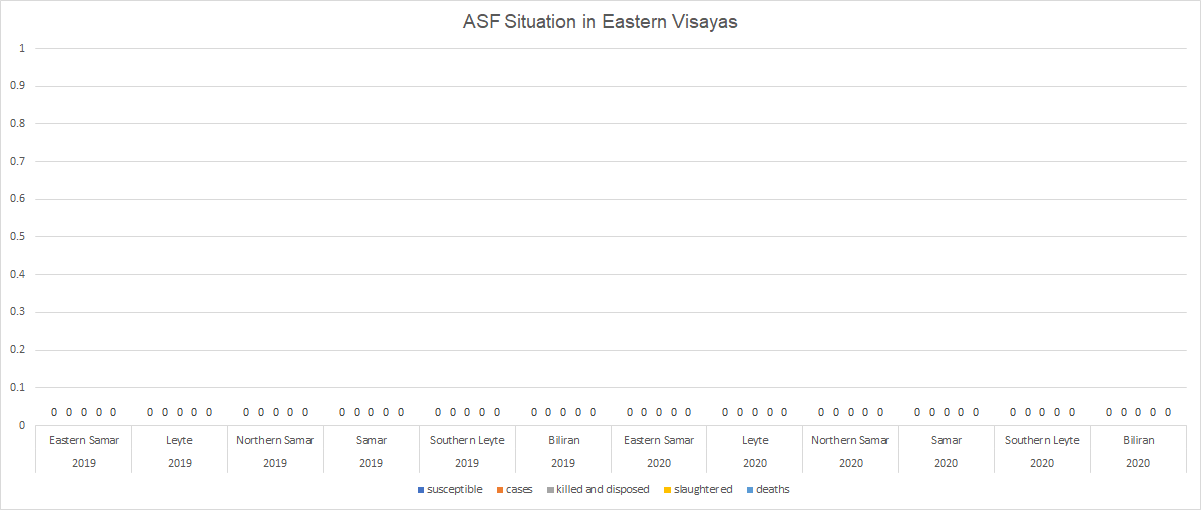 ASF Situation in Eastern Visayas
1
0.9
0.8
0.7
0.6
0.5
0.4
0.3
0.2
0.1
0
0 0 0 0 0 0 0 0 0 0 0 0 0 0 0 0 0 0 0 0 0 0 0 0 0 0 0 0 0 0 0 0 0 0 0 0 0 0 0 0 0 0 0 0 0 0 0 0 0 0 0 0 0 0 0 0 0 0 0 0
Eastern Samar Leyte Northern Samar Samar Southern Leyte Biliran Eastern Samar Leyte Northern Samar Samar Southern Leyte Biliran
2019 2019 2019 2019 2019 2019 2020 2020 2020 2020 2020 2020
susceptible cases killed and disposed slaughtered deaths